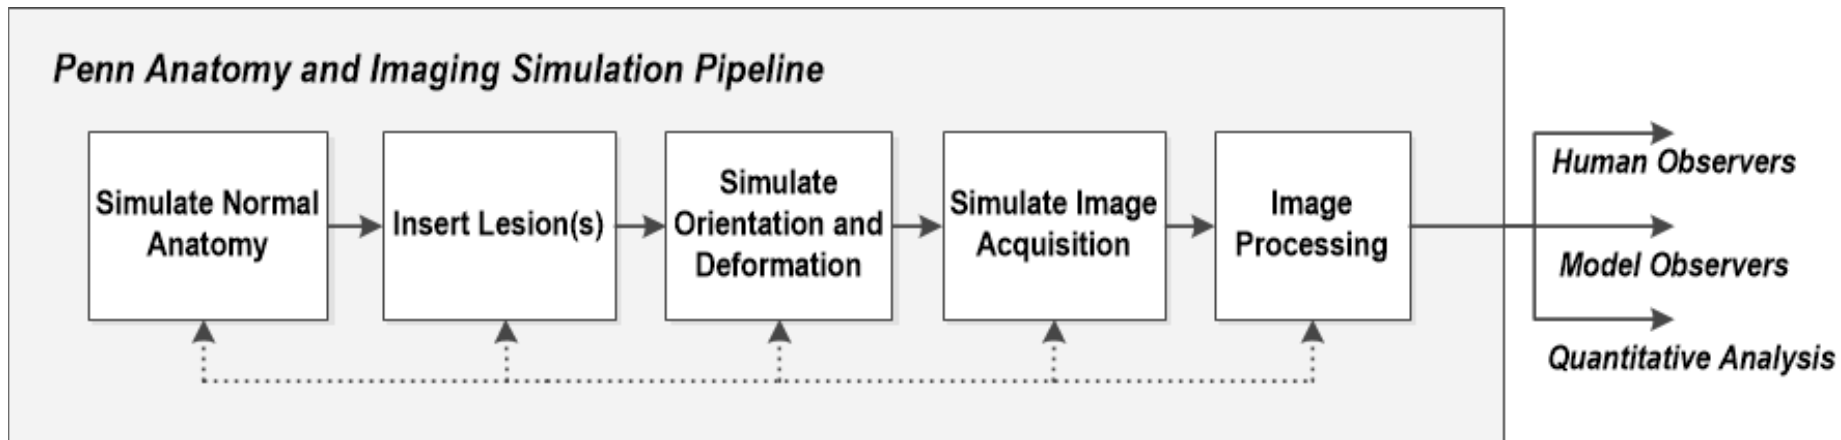 Penn Anatomy and Imaging Simulation Pipeline
Simulate Normal
Anatomy
Insert Lesion(s)
Simulate
Orientation and
Deformation
Simulate Image
Acquisition
Image
Processing
Human Observers
Model Observers
Quantitative Analysis